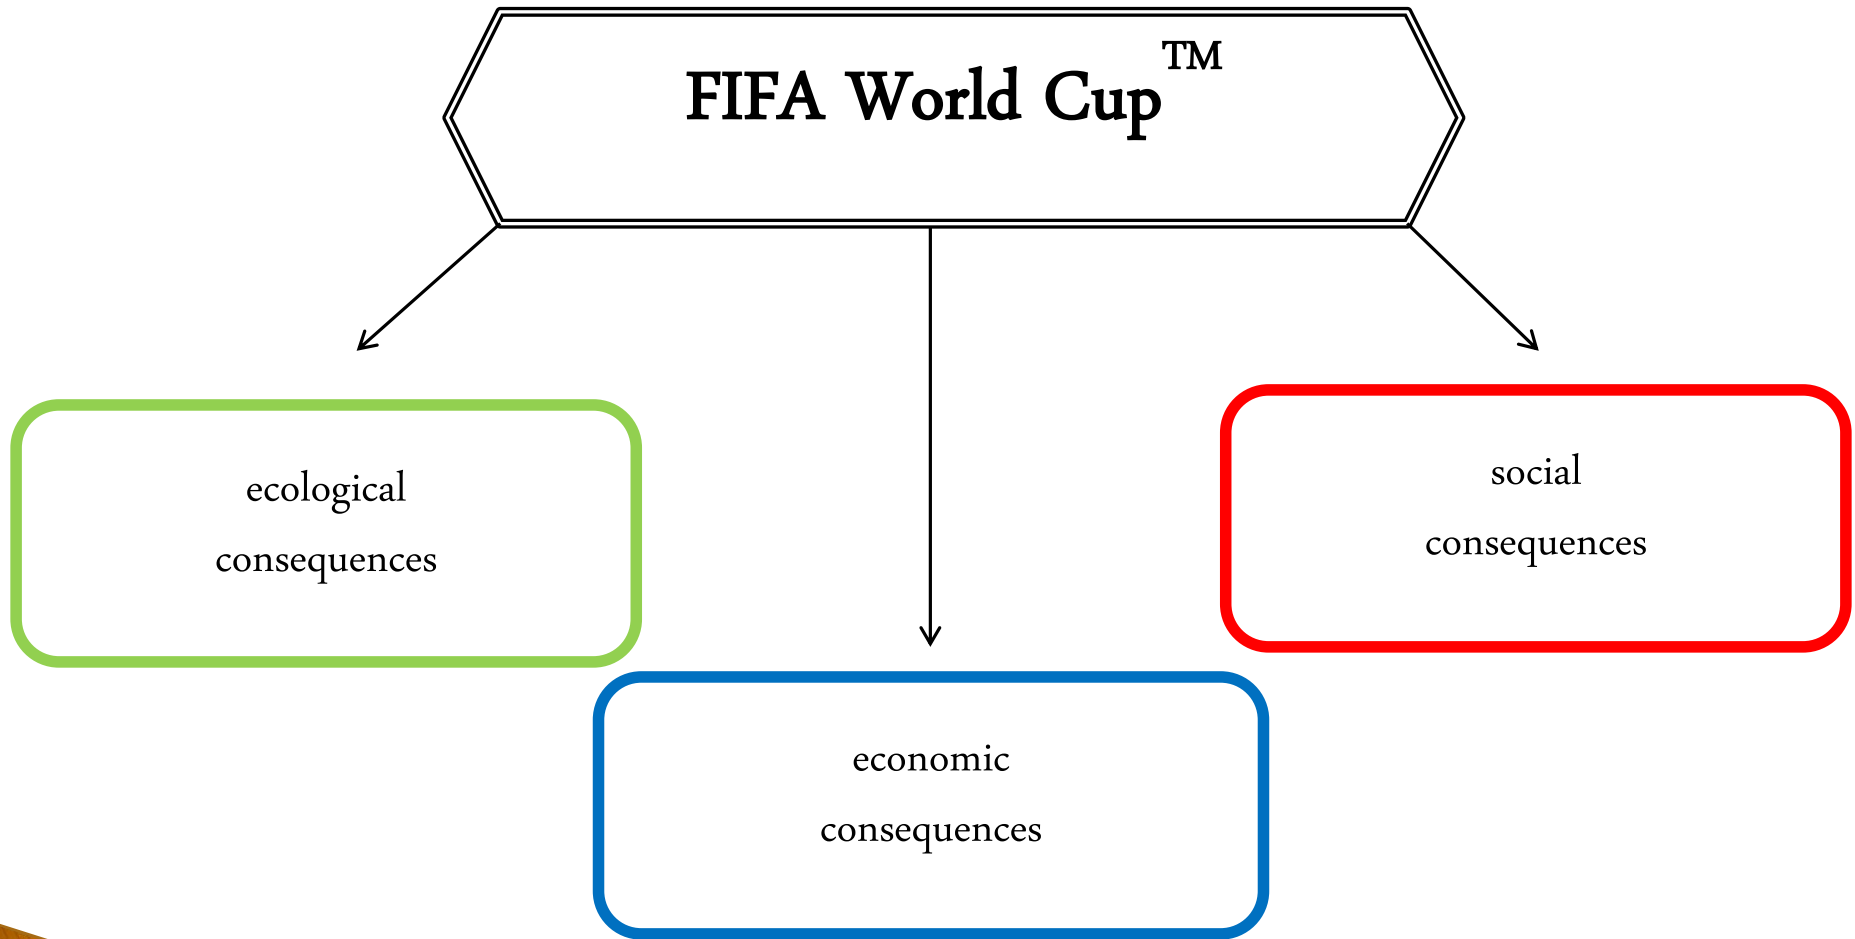 FIFA World Cup™
ecological
consequences
social
consequences
economic
consequences